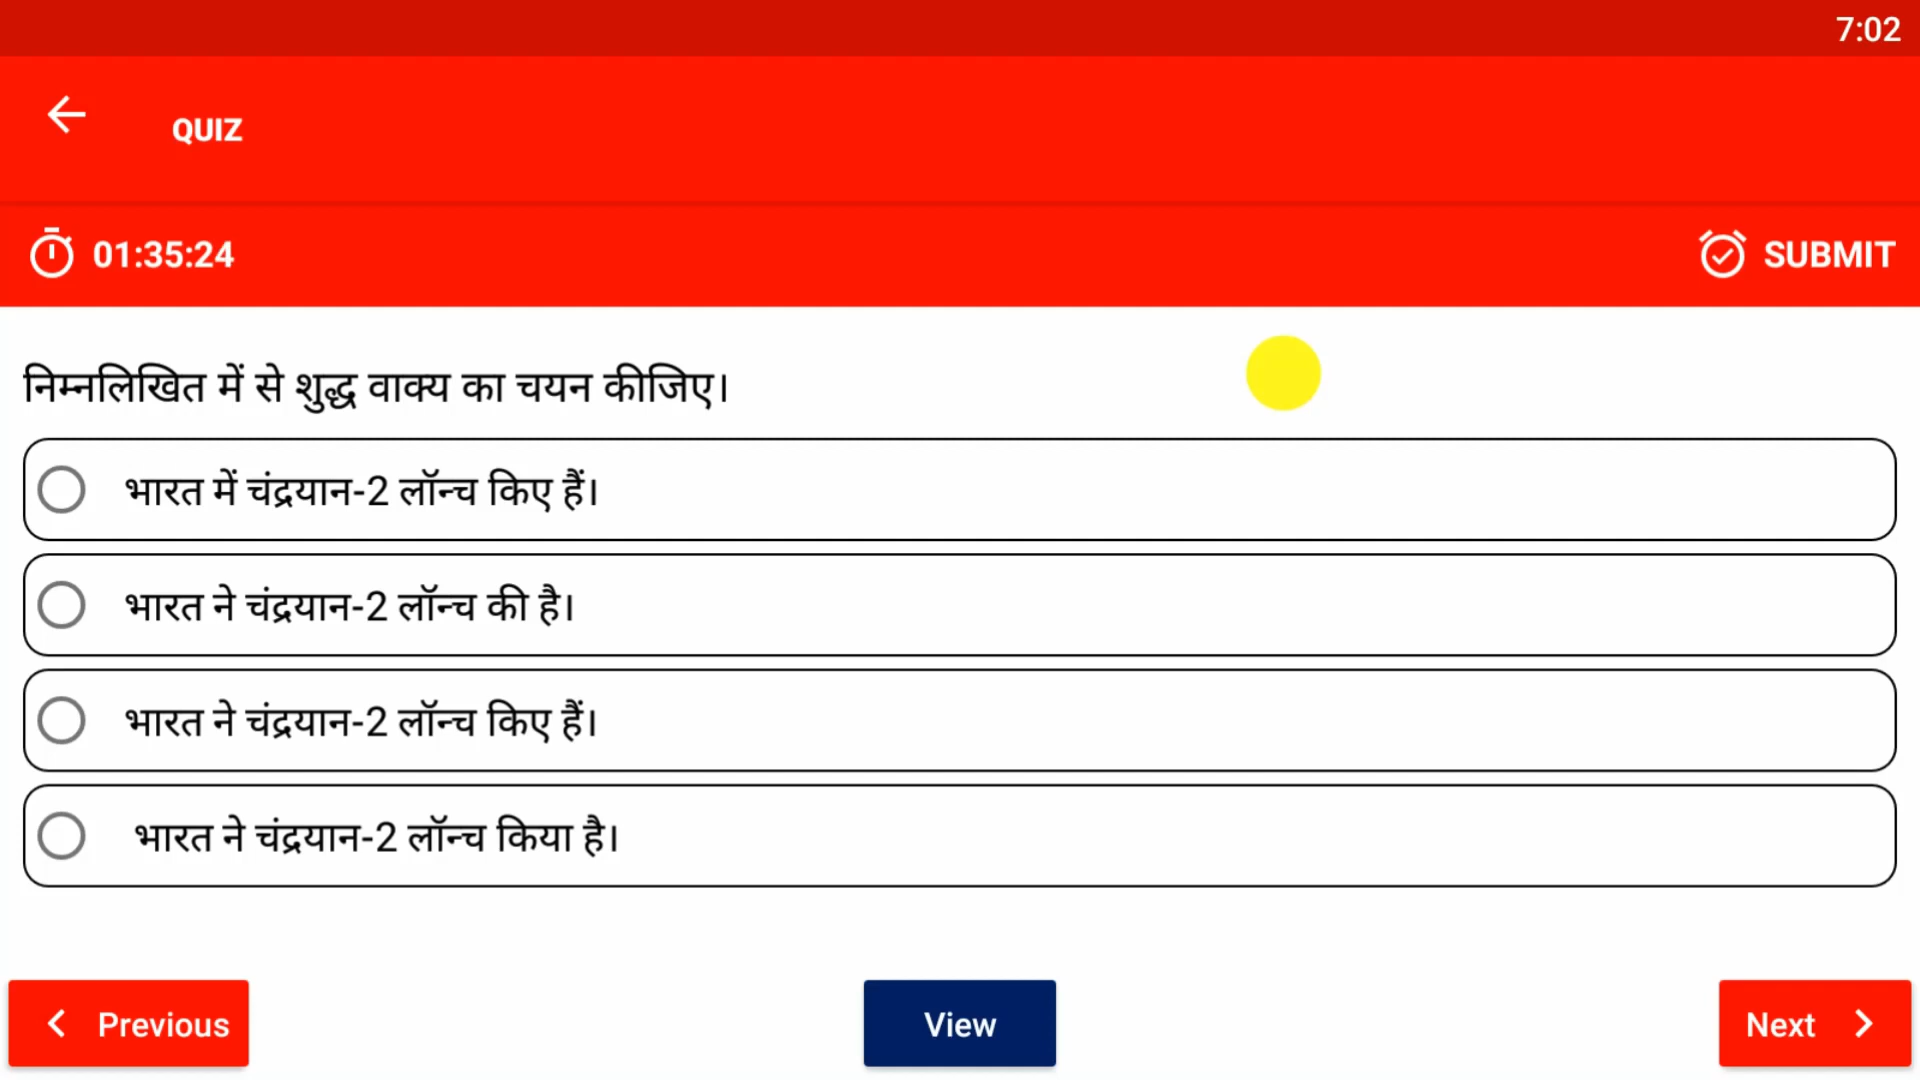 7:02
QUIZ
01:35:24
SUBMIT
निम्नलिखित में से शुद्ध वाक्य का चयन कीजिए।
भारत में चंद्रयान-2 लॉन्च किए हैं।
भारत ने चंद्रयान-2 लॉन्च की है।
भारत ने चंद्रयान-2 लॉन्च किए हैं।
भारत ने चंद्रयान-2 लॉन्च किया है।
Previous
View
Next